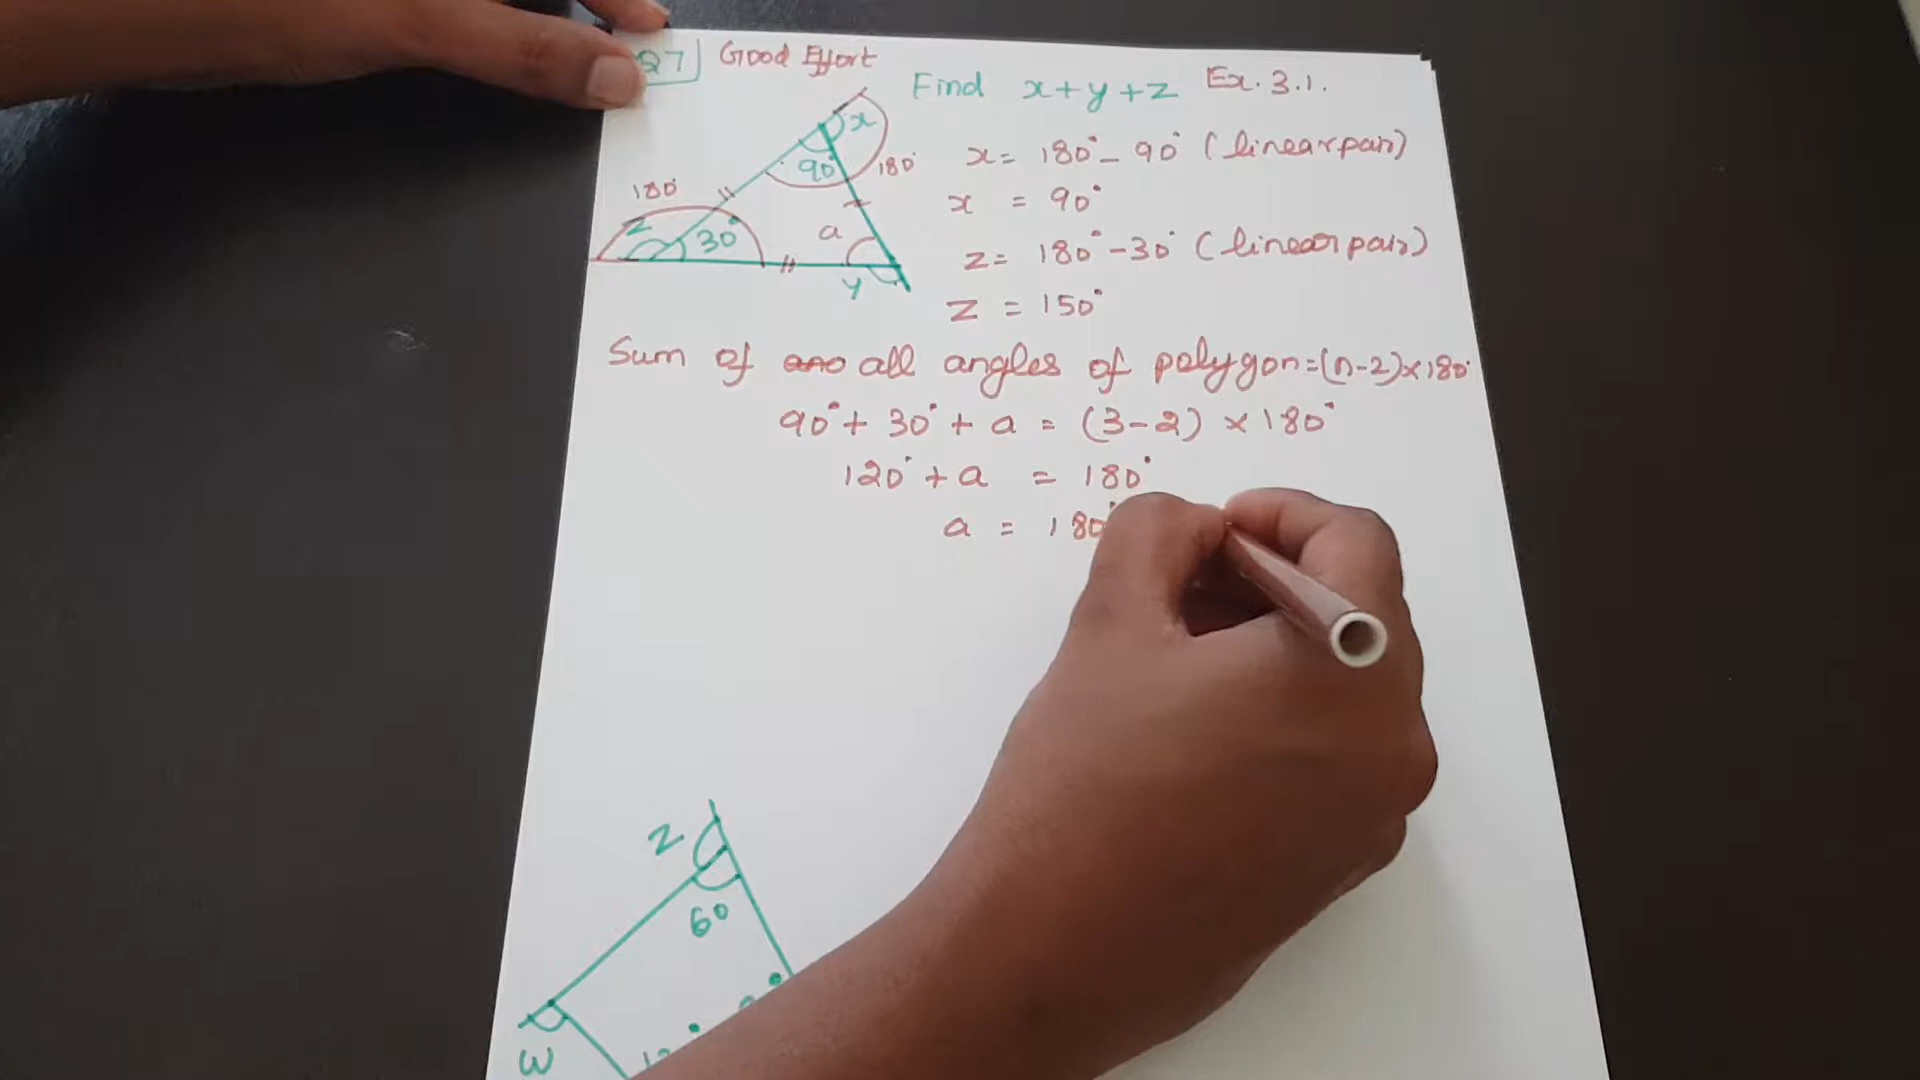 Q7 Good Effort
Find x+y+z Ex. 3.1.
x
90°
180°
180°
z
30°
a
y
x = 180° - 90° (linear pair)
x = 90°
z = 180° - 30° (linear pair)
z = 150°
Sum of all angles of polygon = (n-2)×180°
90° + 30° + a = (3-2) × 180°
120° + a = 180°
a = 180°
z
60
w